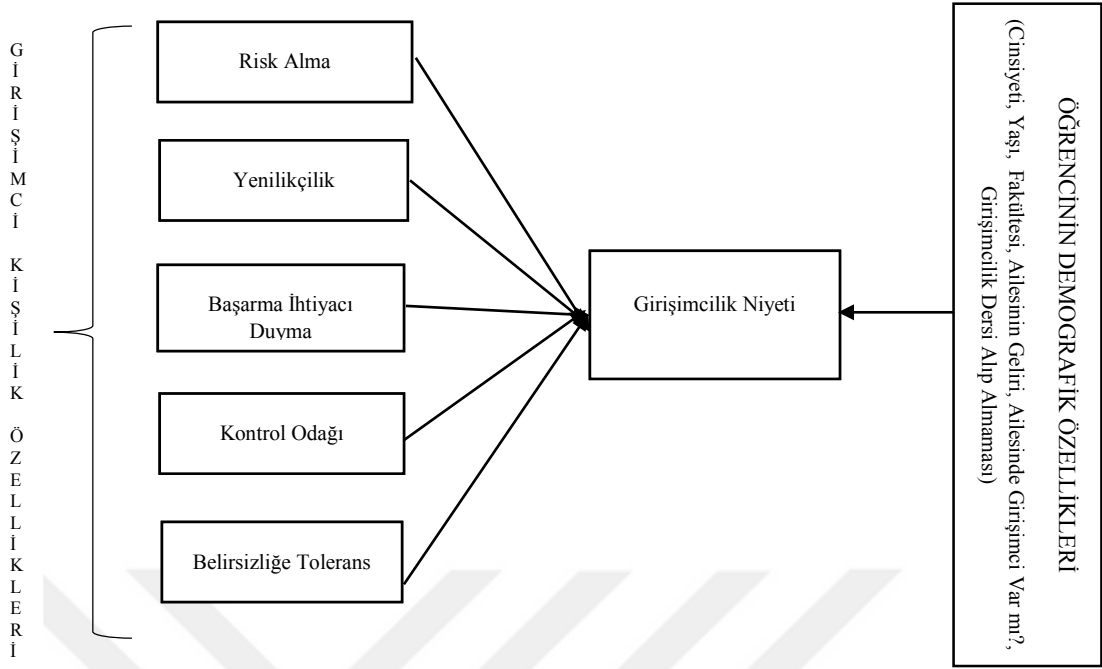 GİRİŞİMCİ KİŞİLİK ÖZELLİKLERİ
Risk Alma
Yenilikçilik
Başarma İhtiyacı
Duyma
Kontrol Odağı
Belirsizliğe Tolerans
Girişimcilik Niyeti
ÖĞRENCİNİN DEMOGRAFİK ÖZELLİKLERİ
(Cinsiyeti, Yaşı, Fakültesi, Ailesinin Geliri, Ailesinde Girişimci Var mı?,
Girişimcilik Dersi Alıp Almaması)